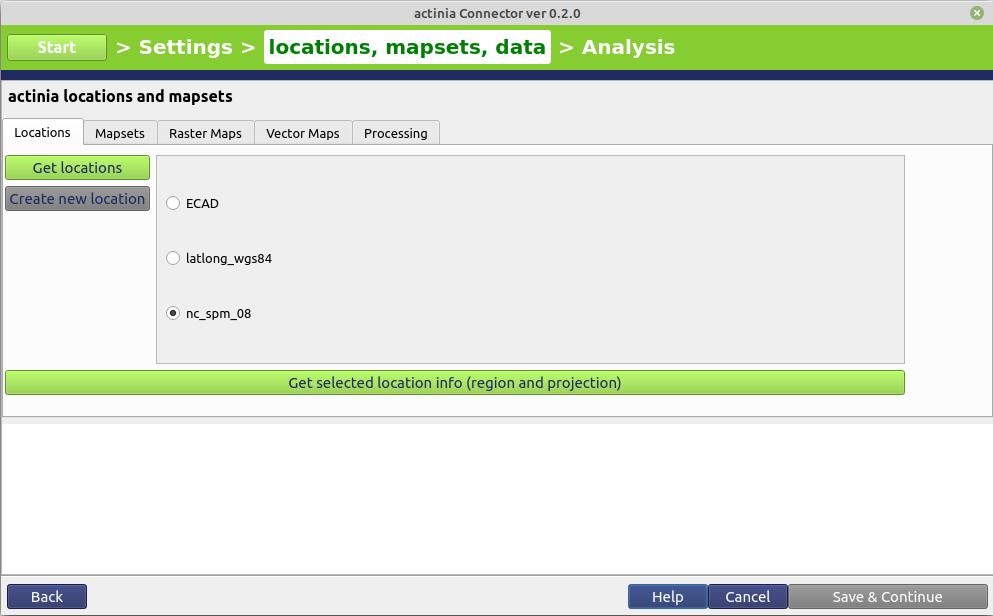 actinia Connector ver 0.2.0
Start > Settings > locations, mapsets, data > Analysis
actinia locations and mapsets
Locations Mapsets Raster Maps Vector Maps Processing
Get locations
Create new location
ECAD
latlong_wgs84
nc_spm_08
Get selected location info (region and projection)
Back Help Cancel Save & Continue